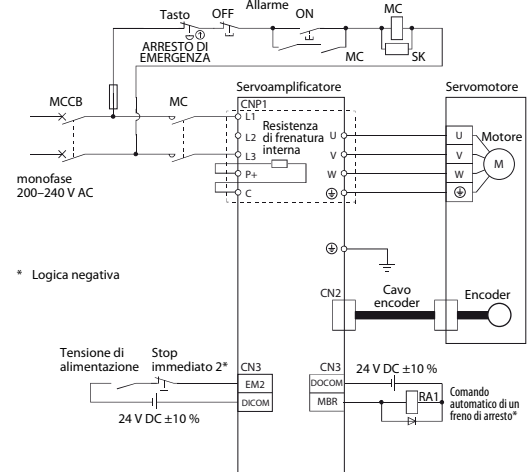 Allarme
Tasto OFF ON MC
ARRESTO DI
EMERGENZA
MC SK
MCCB MC
Servoamplificatore Servomotore
CNP1
L1
L2
L3
P+
C
Resistenza
di frenatura
interna
U
V
W
U
V
W
Motore
M
monofase
200–240 V AC
* Logica negativa
CN2
Cavo
encoder
Encoder
Tensione di
alimentazione
Stop
immediato 2*
CN3
EM2
DICOM
24 V DC ±10 %
CN3
DOCOM
MBR
24 V DC ±10 %
RA1
Comando
automatico di un
freno di arresto*